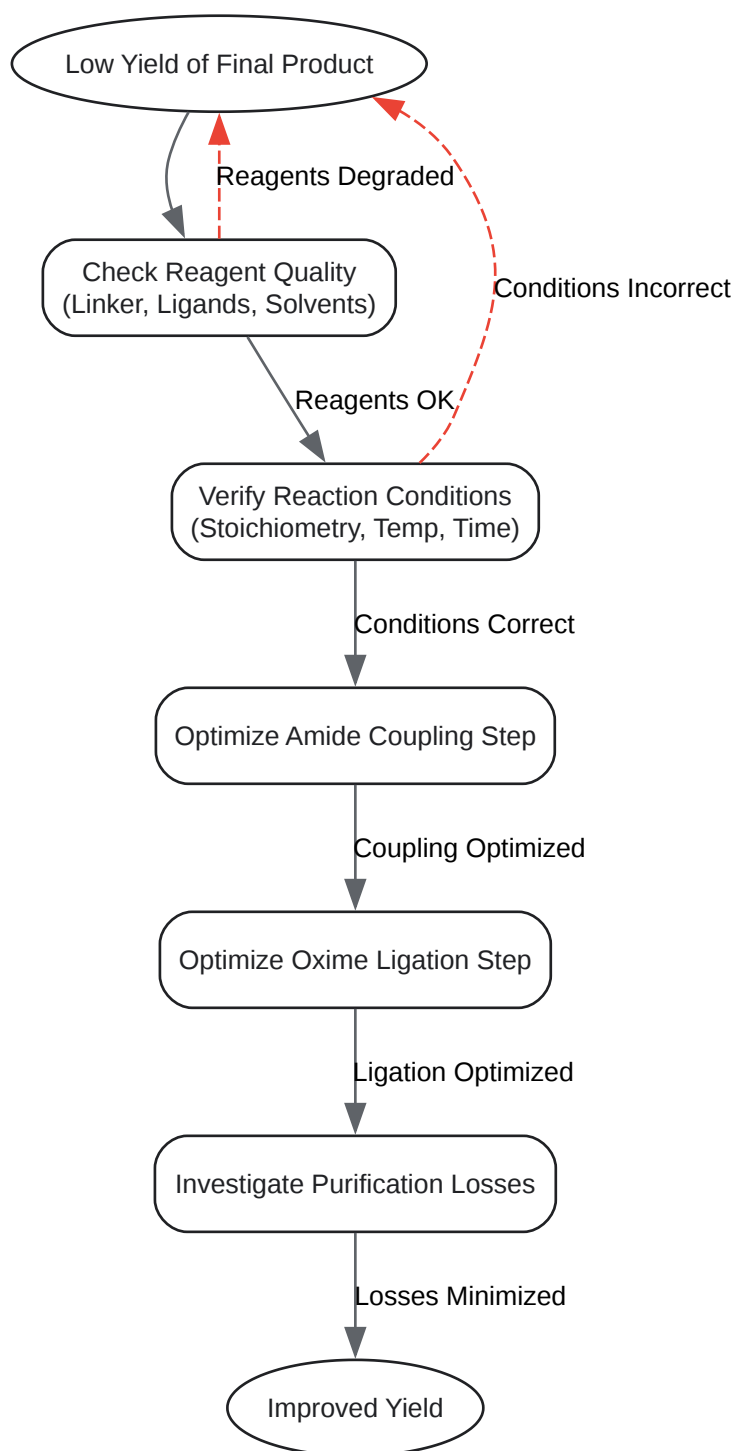 Low Yield of Final Product
Reagents Degraded
Check Reagent Quality
(Linker, Ligands, Solvents)
Conditions Incorrect
Reagents OK
Verify Reaction Conditions
(Stoichiometry, Temp, Time)
Conditions Correct
Optimize Amide Coupling Step
Coupling Optimized
Optimize Oxime Ligation Step
Ligation Optimized
Investigate Purification Losses
Losses Minimized
Improved Yield